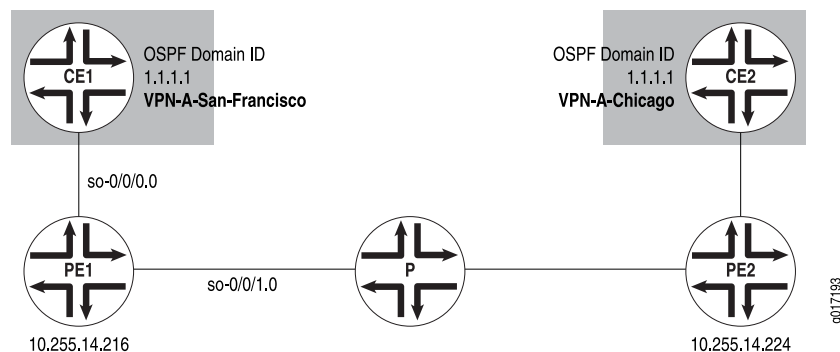 OSPF Domain ID
1.1.1.1
VPN-A-San-Francisco
CE1
OSPF Domain ID
1.1.1.1
VPN-A-Chicago
CE2
so-0/0/0.0
PE1
so-0/0/1.0
P
PE2
10.255.14.216
10.255.14.224
g017193